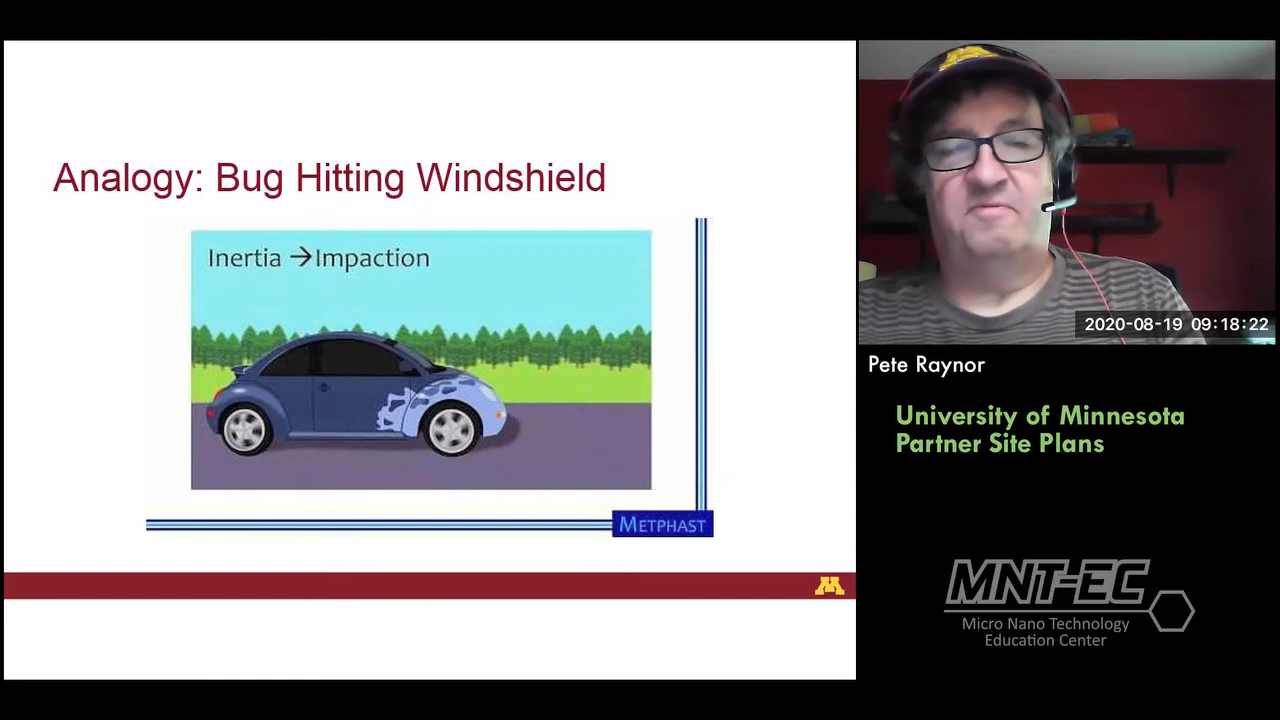 Analogy: Bug Hitting Windshield
Inertia →Impaction
METPHAST
2020-08-19 09:18:22
Pete Raynor
University of Minnesota
Partner Site Plans
MNT-EC
Micro Nano Technology
Education Center